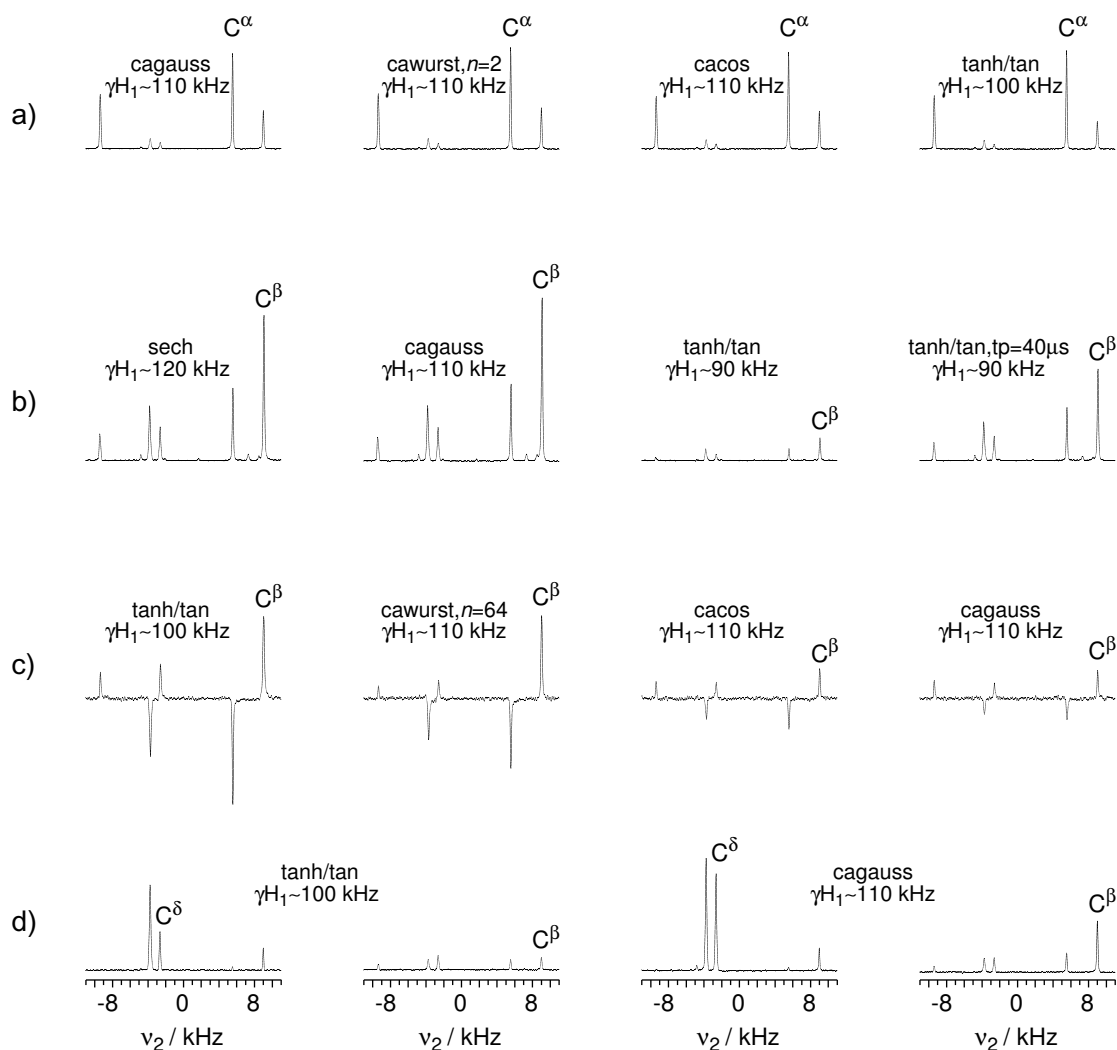 Cα Cα Cα Cα
a)
cagauss
γH1~110 kHz
cawurst,n=2
γH1~110 kHz
cacos
γH1~110 kHz
tanh/tan
γH1~100 kHz
b)
Cβ
sech
γH1~120 kHz
Cβ
cagauss
γH1~110 kHz
tanh/tan
γH1~90 kHz
Cβ
tanh/tan,tp=40μs
γH1~90 kHz
Cβ
c)
tanh/tan
γH1~100 kHz
Cβ
cawurst,n=64
γH1~110 kHz
Cβ
cacos
γH1~110 kHz
Cβ
cagauss
γH1~110 kHz
Cβ
d)
tanh/tan
γH1~100 kHz
Cδ
Cβ
Cδ
cagauss
γH1~110 kHz
Cβ
-8 0 8 -8 0 8 -8 0 8 -8 0 8
ν2 / kHz ν2 / kHz ν2 / kHz ν2 / kHz